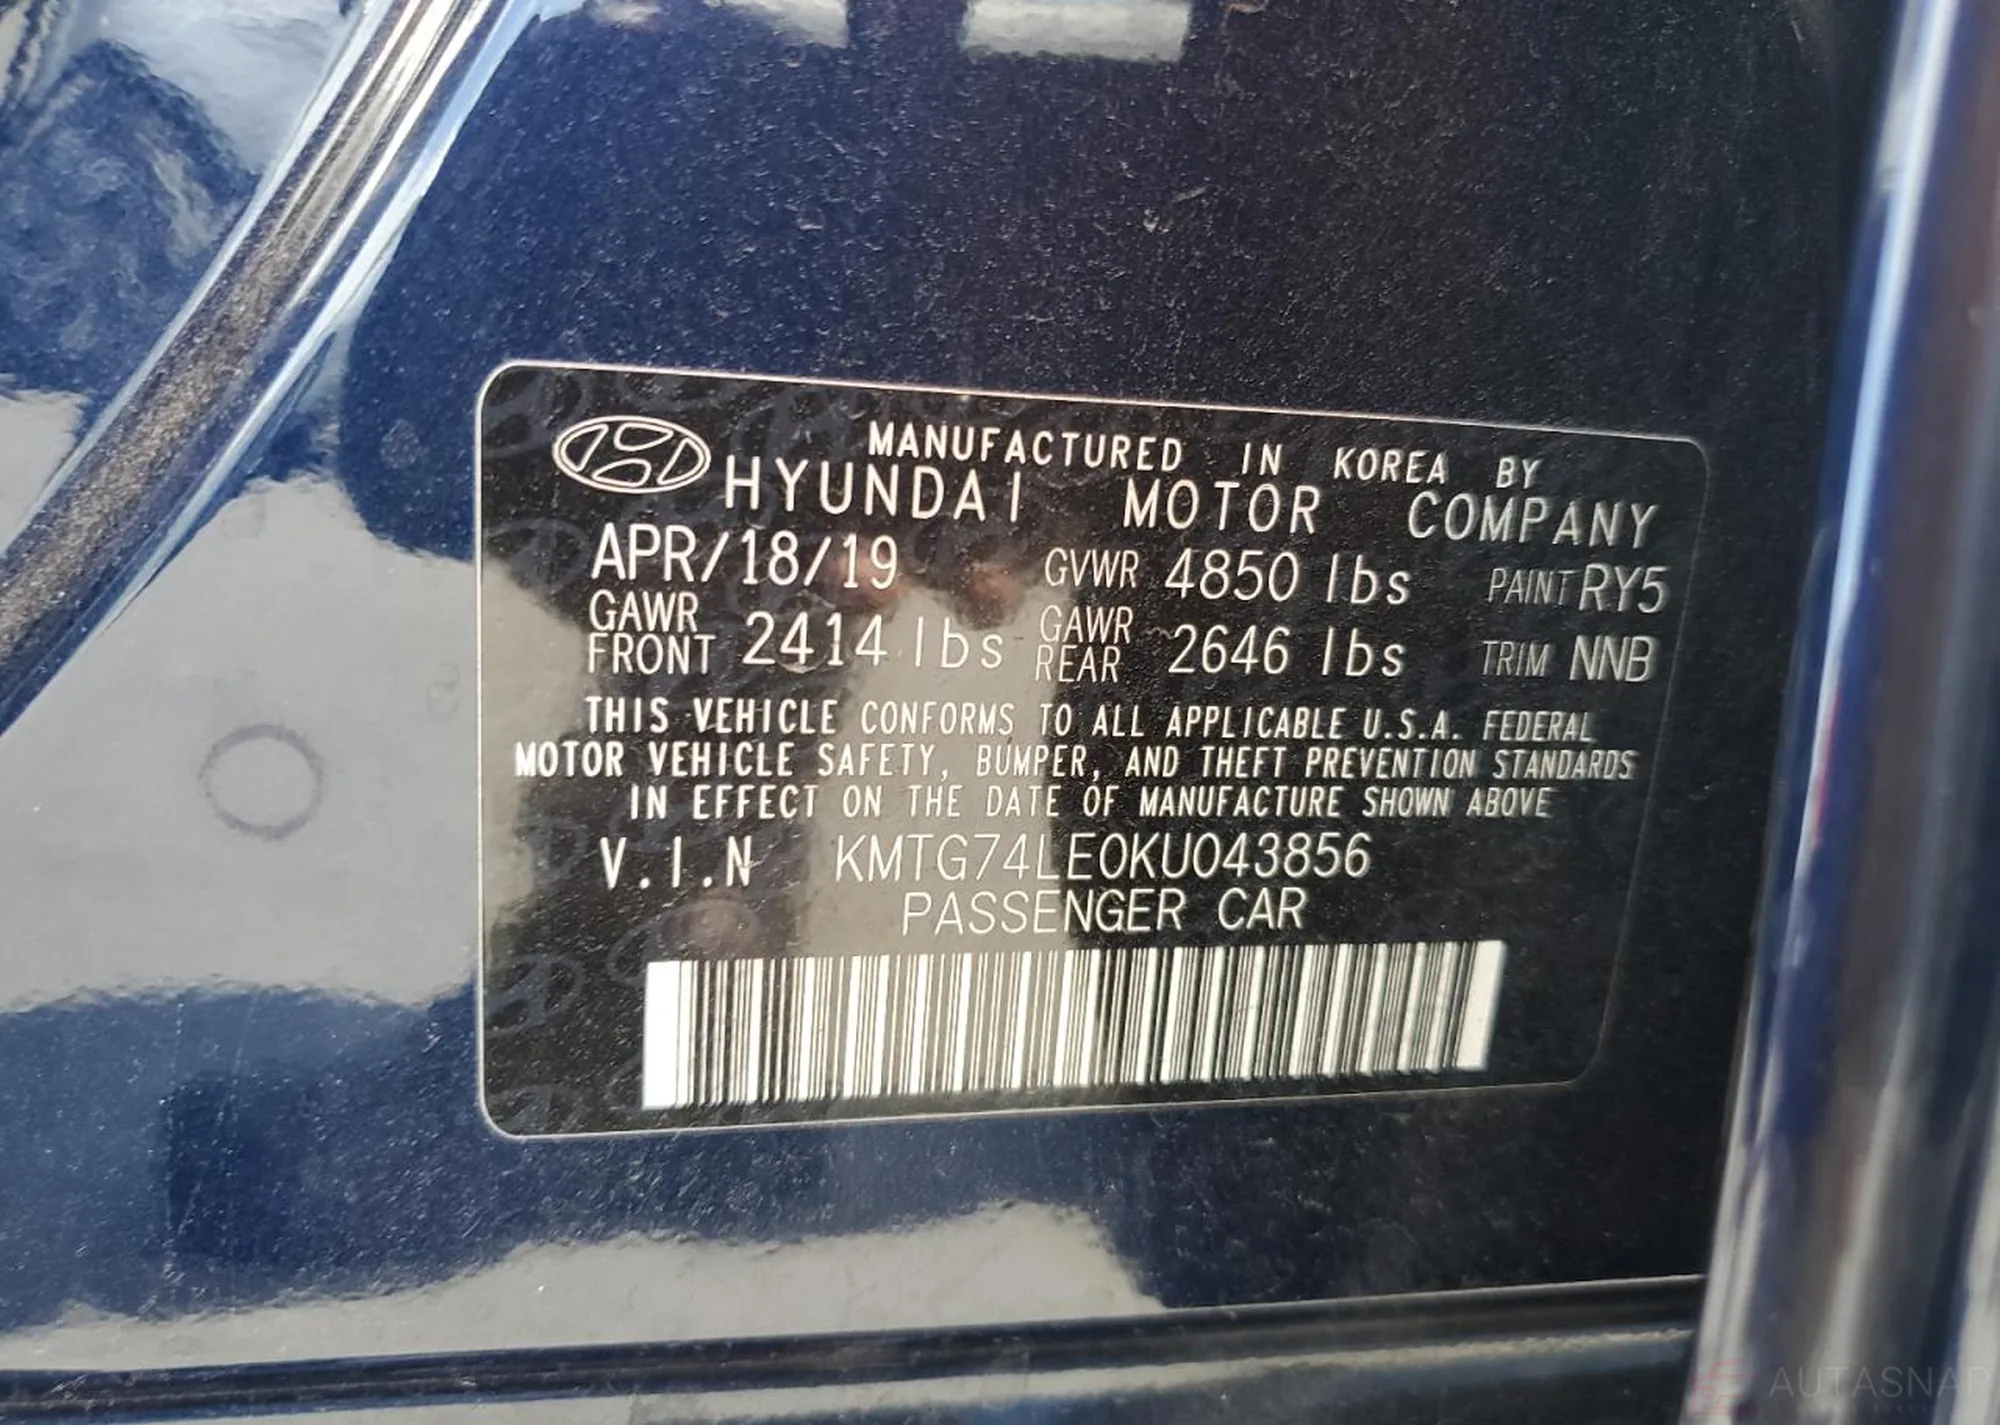 MANUFACTURED IN KOREA BY
HYUNDAI MOTOR COMPANY
APR/18/19 GVWR 4850 lbs PAINT RY5
GAWR FRONT 2414 lbs GAWR REAR 2646 lbs TRIM NNB
THIS VEHICLE CONFORMS TO ALL APPLICABLE U.S.A. FEDERAL
MOTOR VEHICLE SAFETY, BUMPER, AND THEFT PREVENTION STANDARDS
IN EFFECT ON THE DATE OF MANUFACTURE SHOWN ABOVE
V.I.N KMTG74LE0KU043856
PASSENGER CAR
AUTASNAP